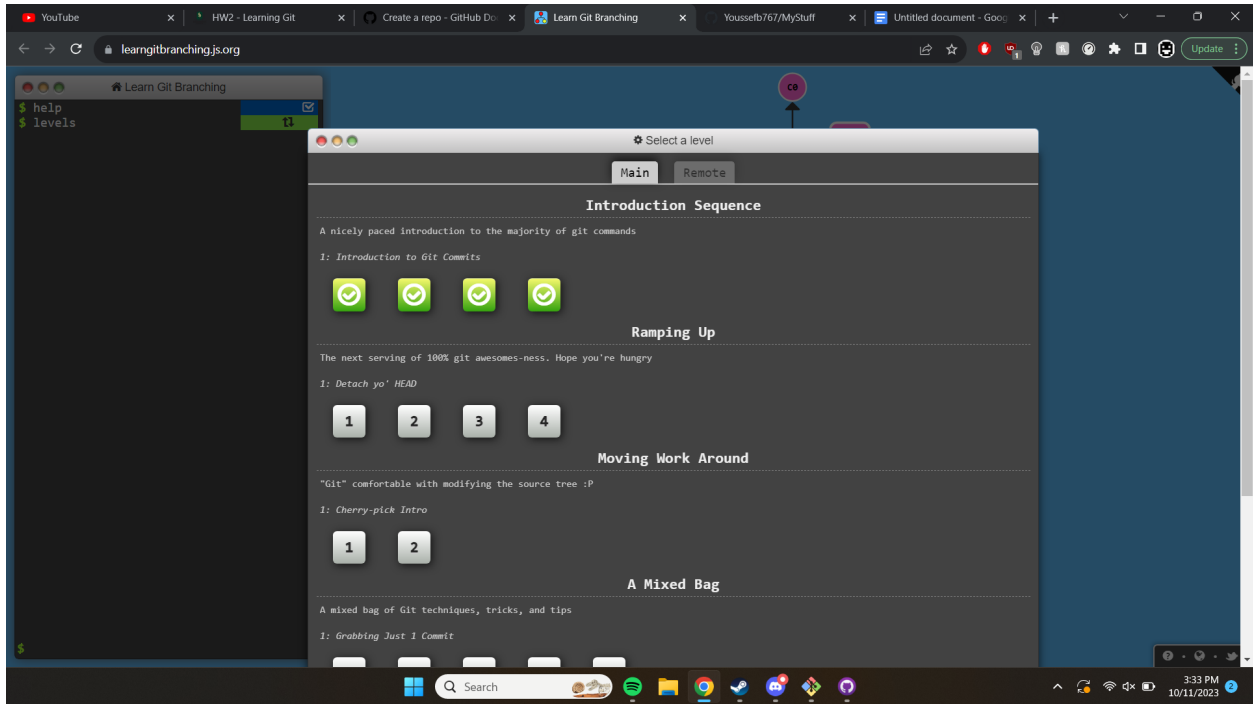 YouTube
HW2 - Learning Git
Create a repo - GitHub Do
Learn Git Branching
Youssefb767/MyStuff
Untitled document - Goog
learngitbranching.js.org
1
Update
Learn Git Branching
$ help
$ levels
$
c0
Select a level
Main
Remote
Introduction Sequence
A nicely paced introduction to the majority of git commands
1: Introduction to Git Commits
Ramping Up
The next serving of 100% git awesomes-ness. Hope you're hungry
1: Detach yo' HEAD
1 2 3 4
Moving Work Around
"Git" comfortable with modifying the source tree :P
1: Cherry-pick Intro
1 2
A Mixed Bag
A mixed bag of Git techniques, tricks, and tips
1: Grabbing Just 1 Commit
Search
3:33 PM
10/11/2023
2